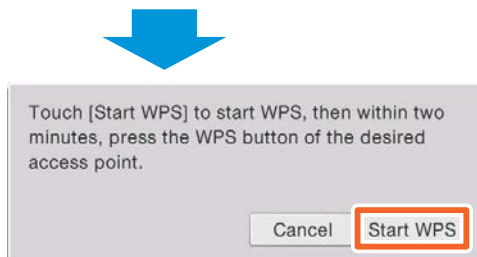 Touch [Start WPS] to start WPS, then within two
minutes, press the WPS button of the desired
access point.
Cancel Start WPS